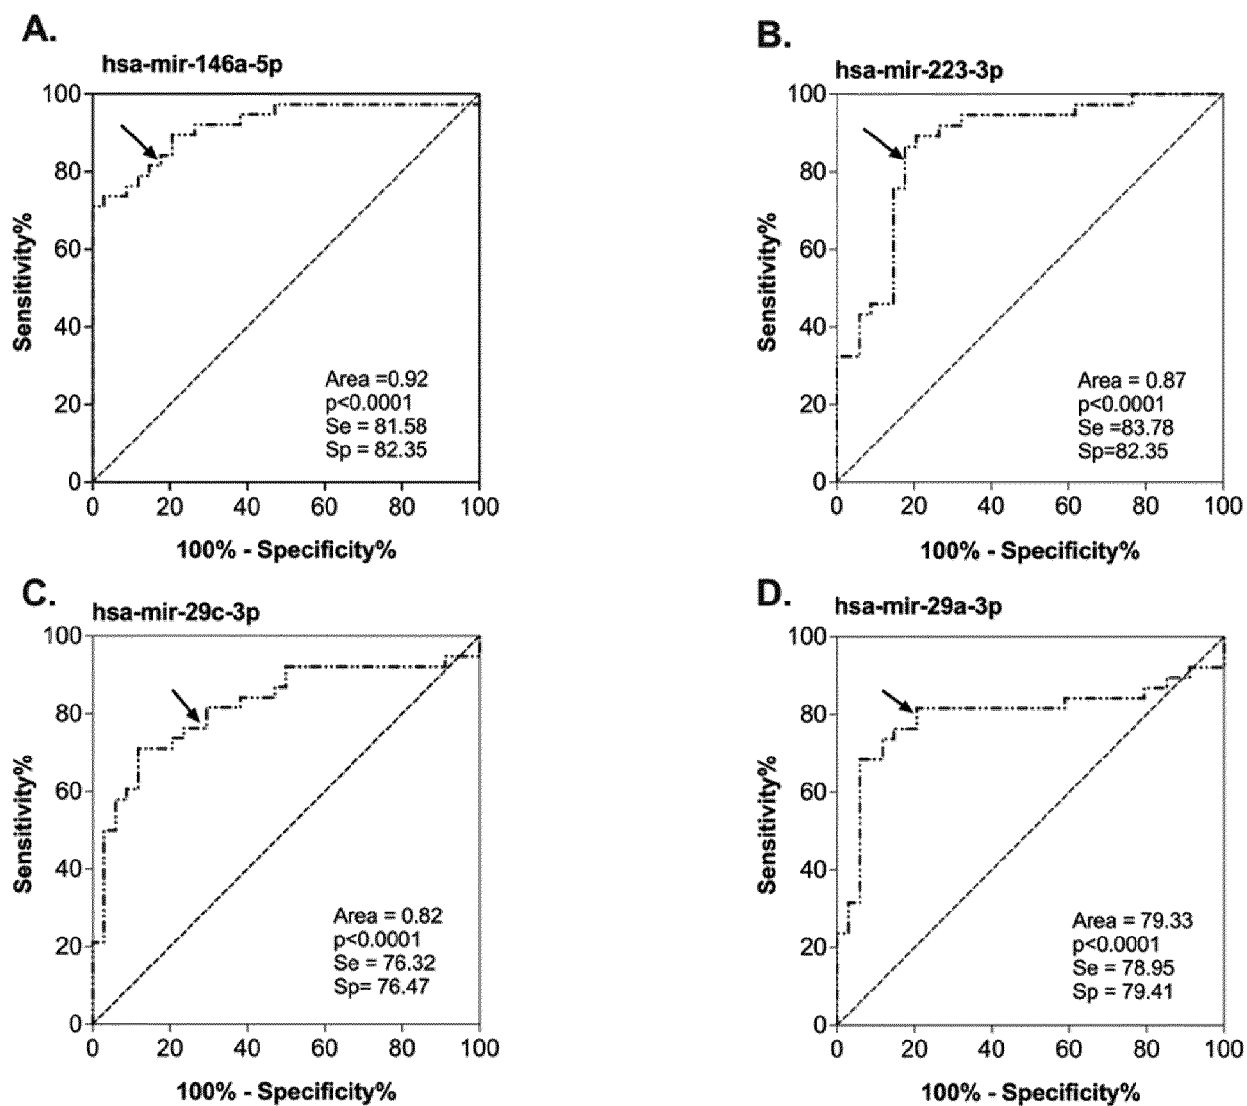 A.
hsa-mir-146a-5p
100
80
60
40
20
0
Sensitivity%
Area =0.92
p<0.0001
Se = 81.58
Sp = 82.35
0 20 40 60 80 100
100% - Specificity%
B.
hsa-mir-223-3p
100
80
60
40
20
0
Sensitivity%
Area = 0.87
p<0.0001
Se =83.78
Sp=82.35
0 20 40 60 80 100
100% - Specificity%
C.
hsa-mir-29c-3p
100
80
60
40
20
0
Sensitivity%
Area = 0.82
p<0.0001
Se = 76.32
Sp= 76.47
0 20 40 60 80 100
100% - Specificity%
D.
hsa-mir-29a-3p
100
80
60
40
20
0
Sensitivity%
Area = 79.33
p<0.0001
Se = 78.95
Sp = 79.41
0 20 40 60 80 100
100% - Specificity%